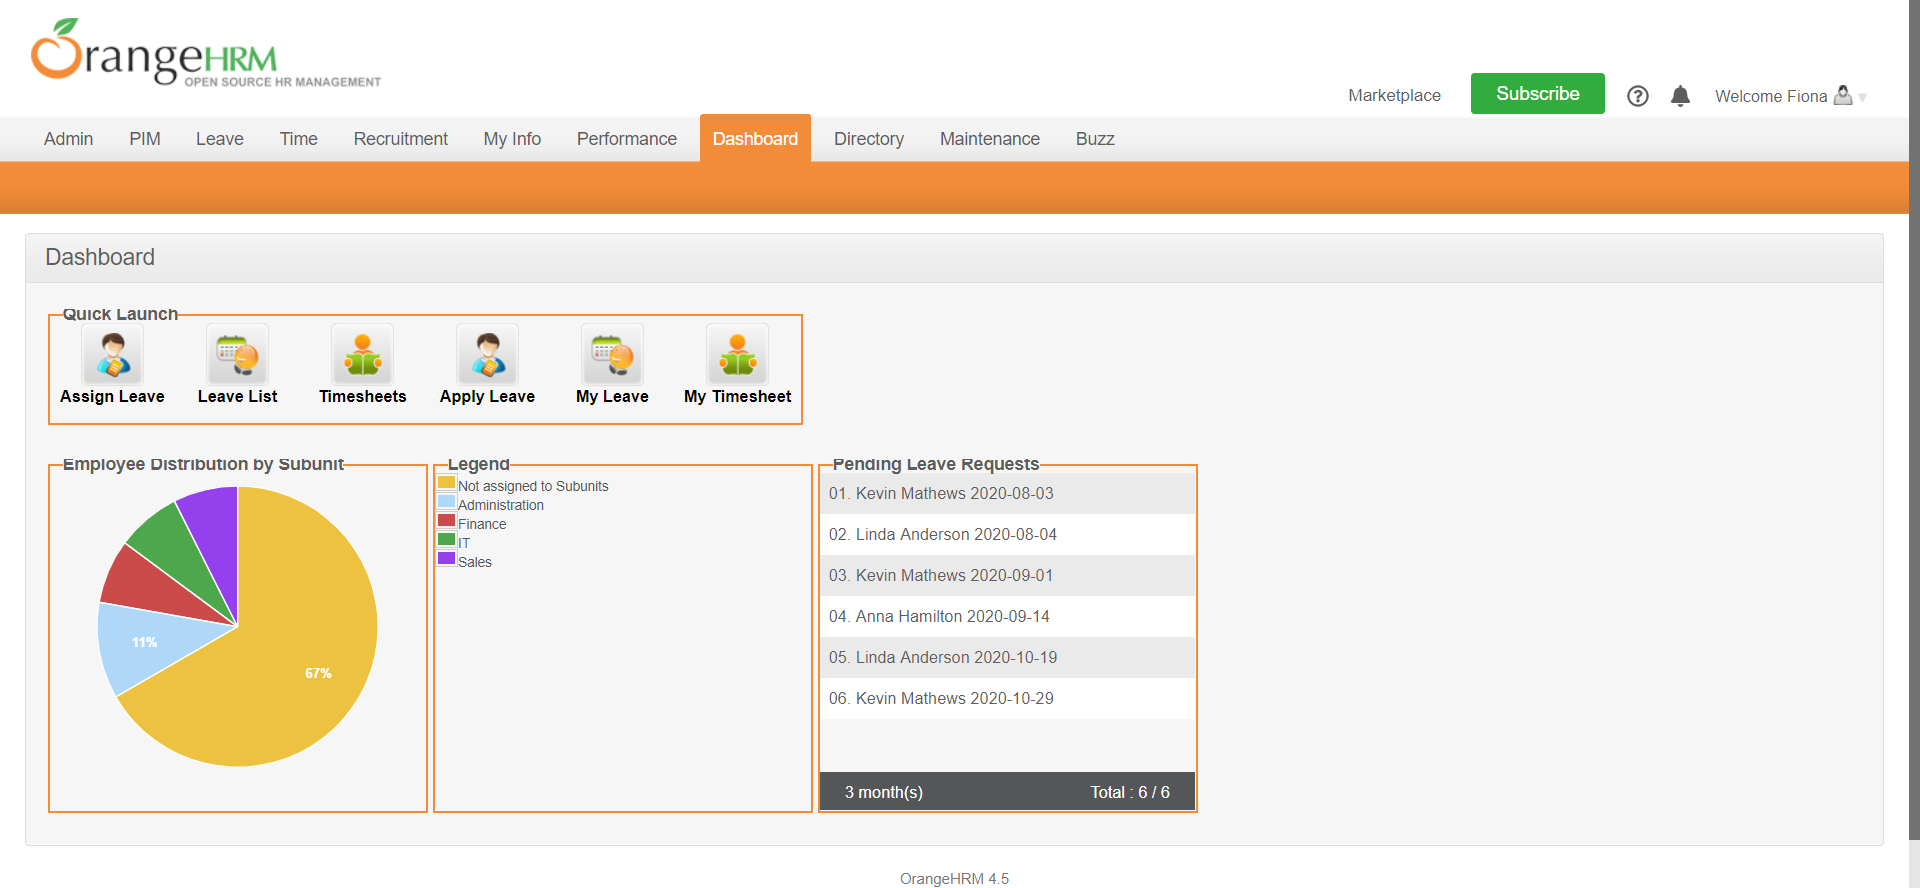 OrangeHRM
OPEN SOURCE HR MANAGEMENT
Marketplace
Subscribe
Welcome Fiona
Admin PIM Leave Time Recruitment My Info Performance Dashboard Directory Maintenance Buzz
Dashboard
Quick Launch
Assign Leave Leave List Timesheets Apply Leave My Leave My Timesheet
Employee Distribution by Subunit
11%
67%
Legend
Not assigned to Subunits
Administration
Finance
IT
Sales
Pending Leave Requests
01. Kevin Mathews 2020-08-03
02. Linda Anderson 2020-08-04
03. Kevin Mathews 2020-09-01
04. Anna Hamilton 2020-09-14
05. Linda Anderson 2020-10-19
06. Kevin Mathews 2020-10-29
3 month(s) Total : 6 / 6
OrangeHRM 4.5